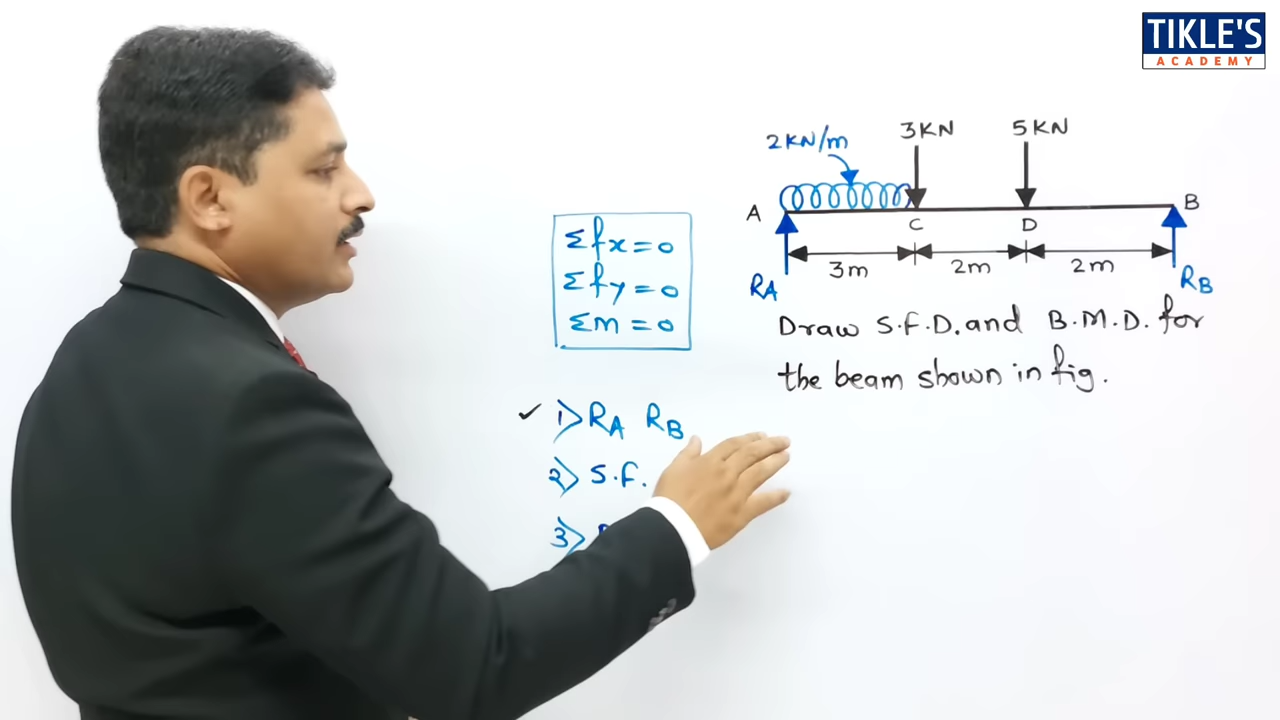 TIKLE'S
ACADEMY
2KN/m
3KN
5KN
A
B
C
D
3m
2m
2m
RA
RB
Draw S.F.D. and B.M.D. for
the beam shown in fig.
Σfx=0
Σfy=0
Σm=0
1> RA RB
2> S.F.
3>